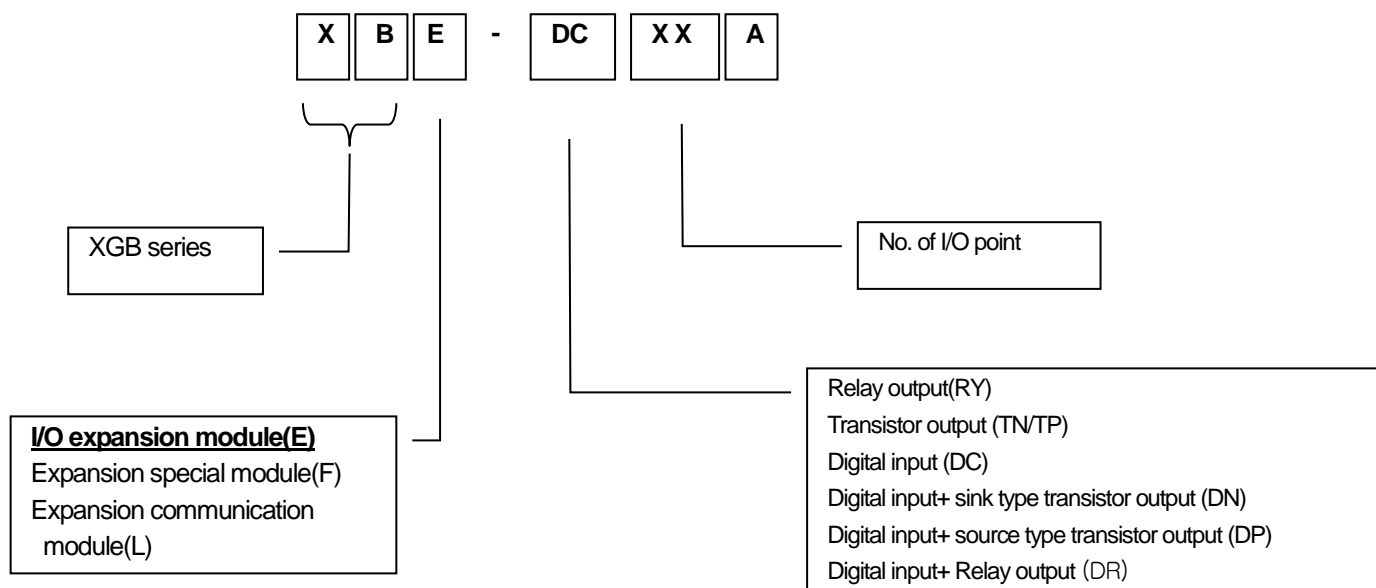 X B E - DC X X A
XGB series
No. of I/O point
I/O expansion module(E)
Expansion special module(F)
Expansion communication
module(L)
Relay output(RY)
Transistor output (TN/TP)
Digital input (DC)
Digital input+ sink type transistor output (DN)
Digital input+ source type transistor output (DP)
Digital input+ Relay output (DR)